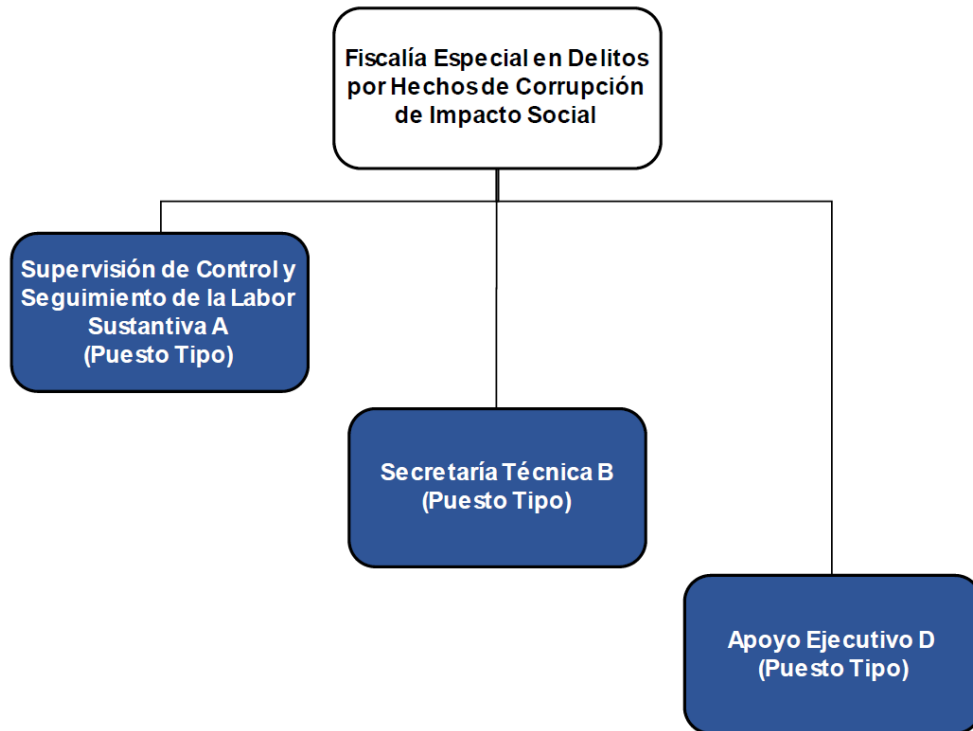 Fiscalía Especial en Delitos
por Hechos de Corrupción
de Impacto Social
Supervisión de Control y
Seguimiento de la Labor
Sustantiva A
(Puesto Tipo)
Secretaría Técnica B
(Puesto Tipo)
Apoyo Ejecutivo D
(Puesto Tipo)